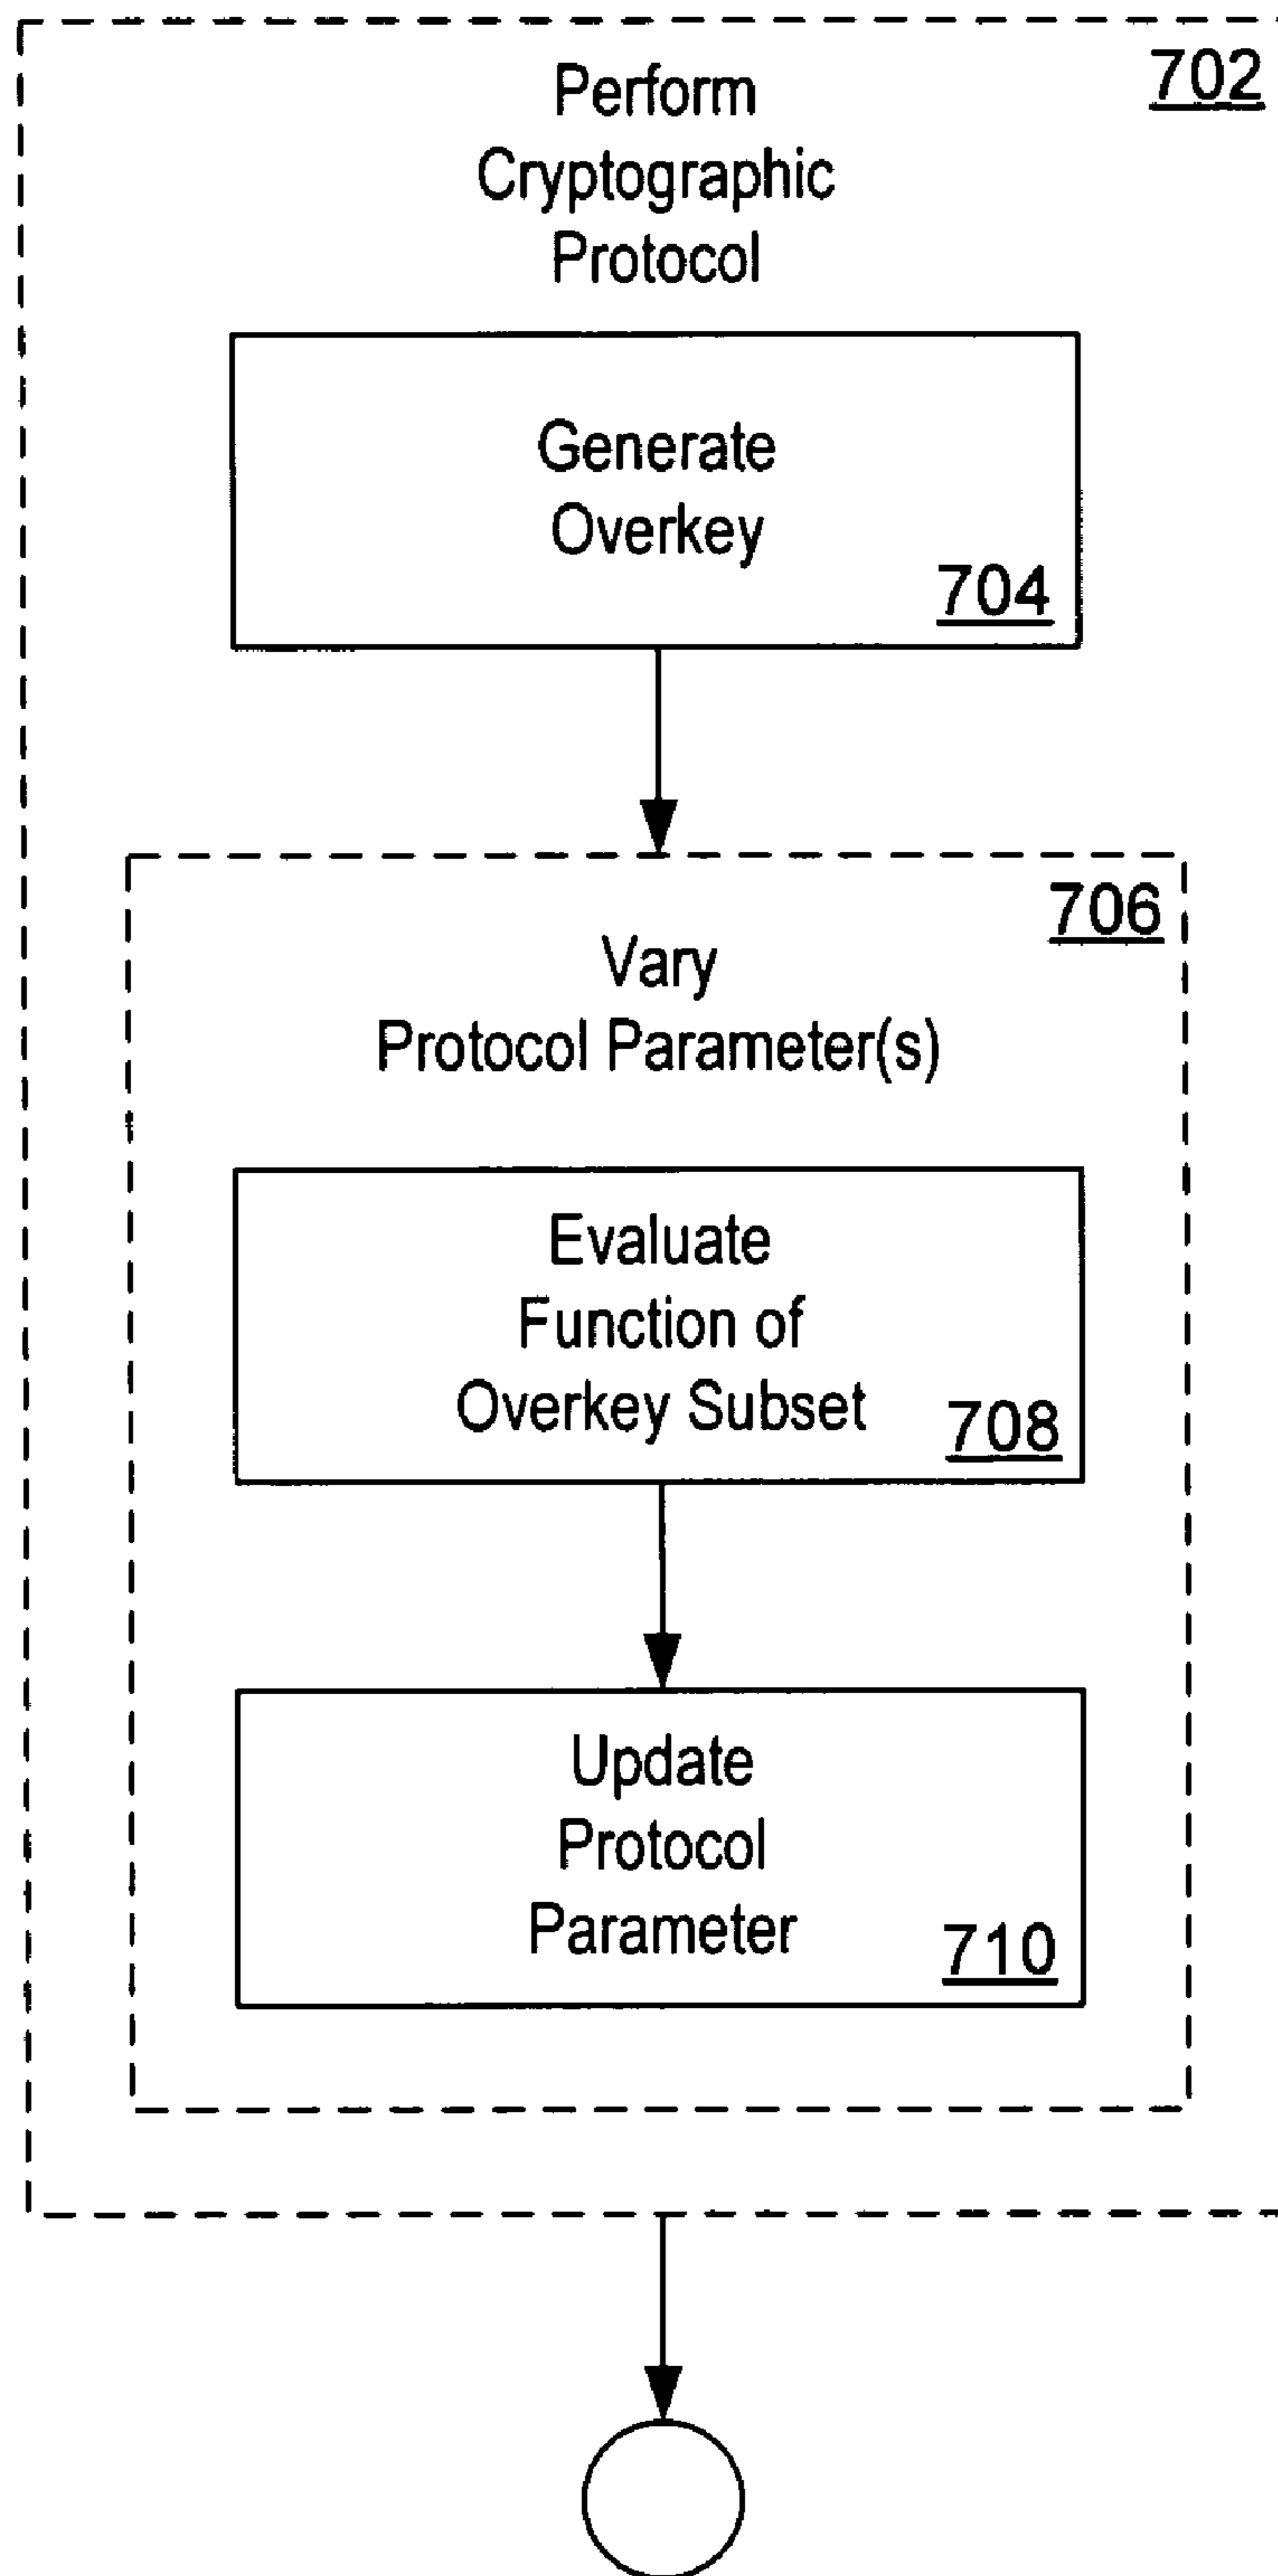 702
Perform
Cryptographic
Protocol
Generate
Overkey
704
706
Vary
Protocol Parameter(s)
Evaluate
Function of
Overkey Subset
708
Update
Protocol
Parameter
710